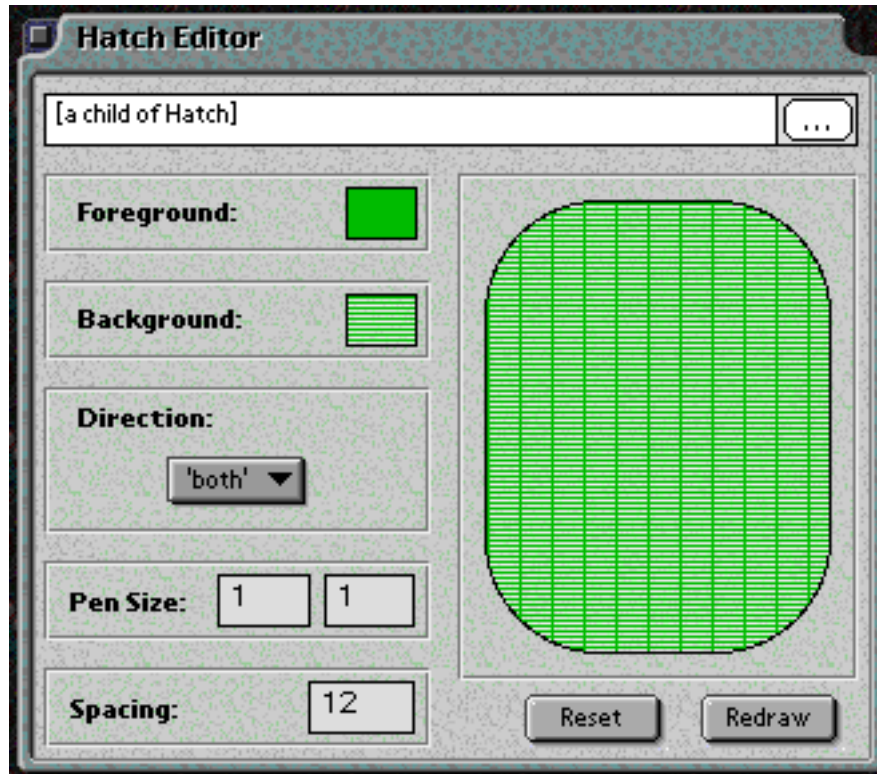 Hatch Editor
[a child of Hatch]
...
Foreground:
Background:
Direction:
'both'
Pen Size: 1 1
Spacing: 12
Reset Redraw